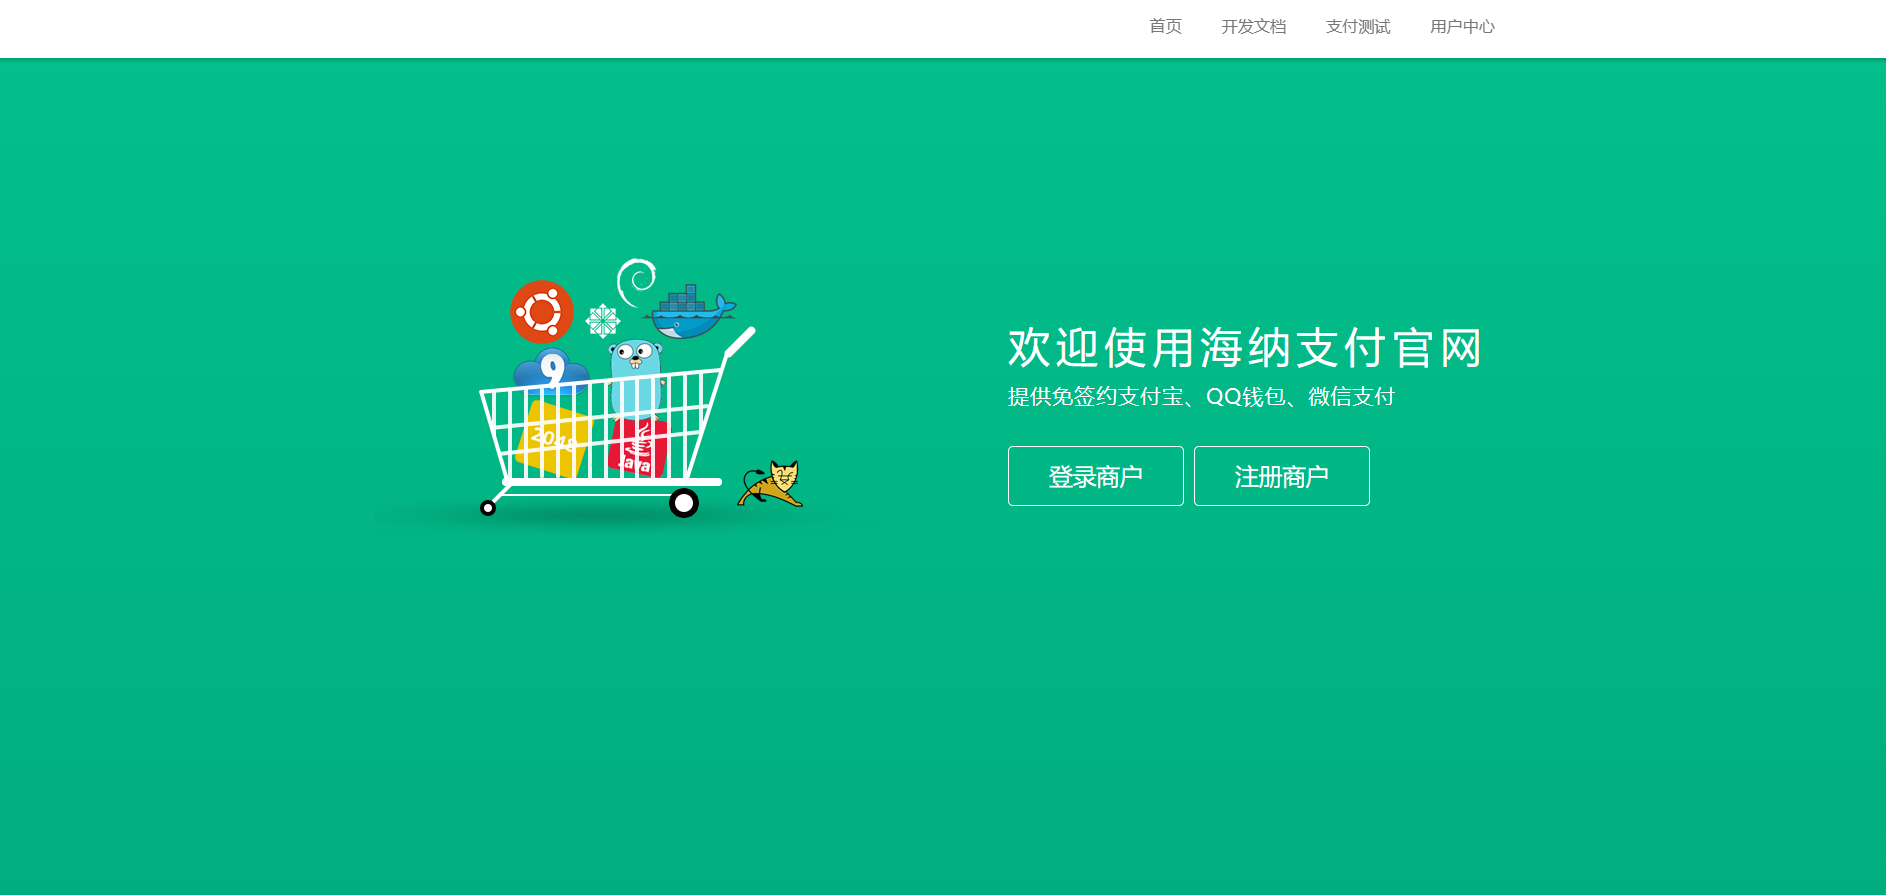 首页 开发文档 支付测试 用户中心
欢迎使用海纳支付官网
提供免签约支付宝、QQ钱包、微信支付
登录商户 注册商户
9
2048
Java